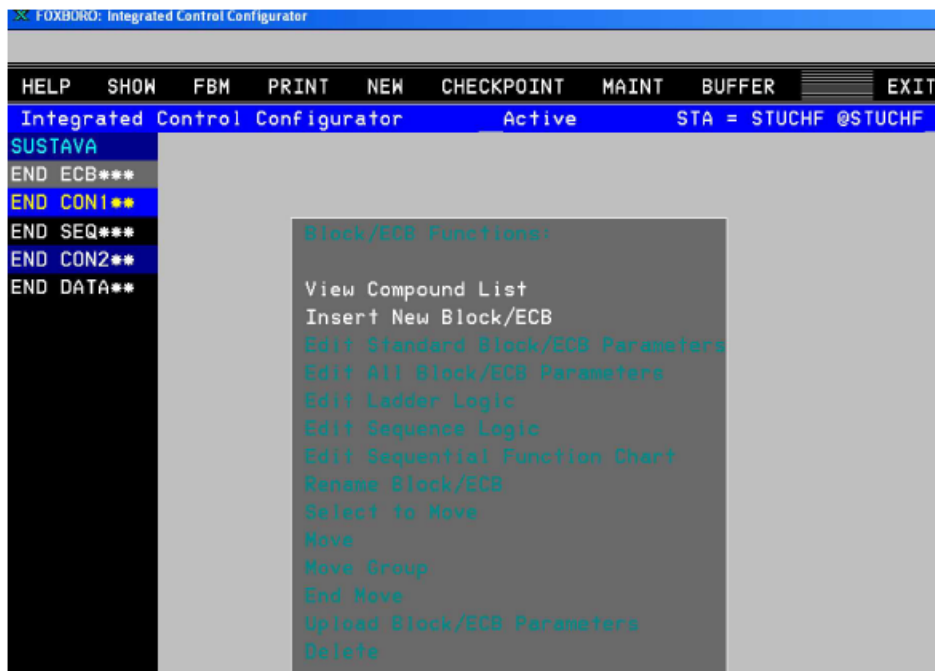 FOXBORO: Integrated Control Configurator
HELP SHOW FBM PRINT NEW CHECKPOINT MAINT BUFFER EXIT
Integrated Control Configurator __Active STA = STUCHF @STUCHF
SUSTAVA
END ECB***
END CON1**
END SEQ***
END CON2**
END DATA**
Block/ECB Functions:
View Compound List
Insert New Block/ECB
Edit Standard Block/ECB Parameters
Edit All Block/ECB Parameters
Edit Ladder Logic
Edit Sequence Logic
Edit Sequential Function Chart
Rename Block/ECB
Select to Move
Move
Move Group
End Move
Upload Block/ECB Parameters
Delete